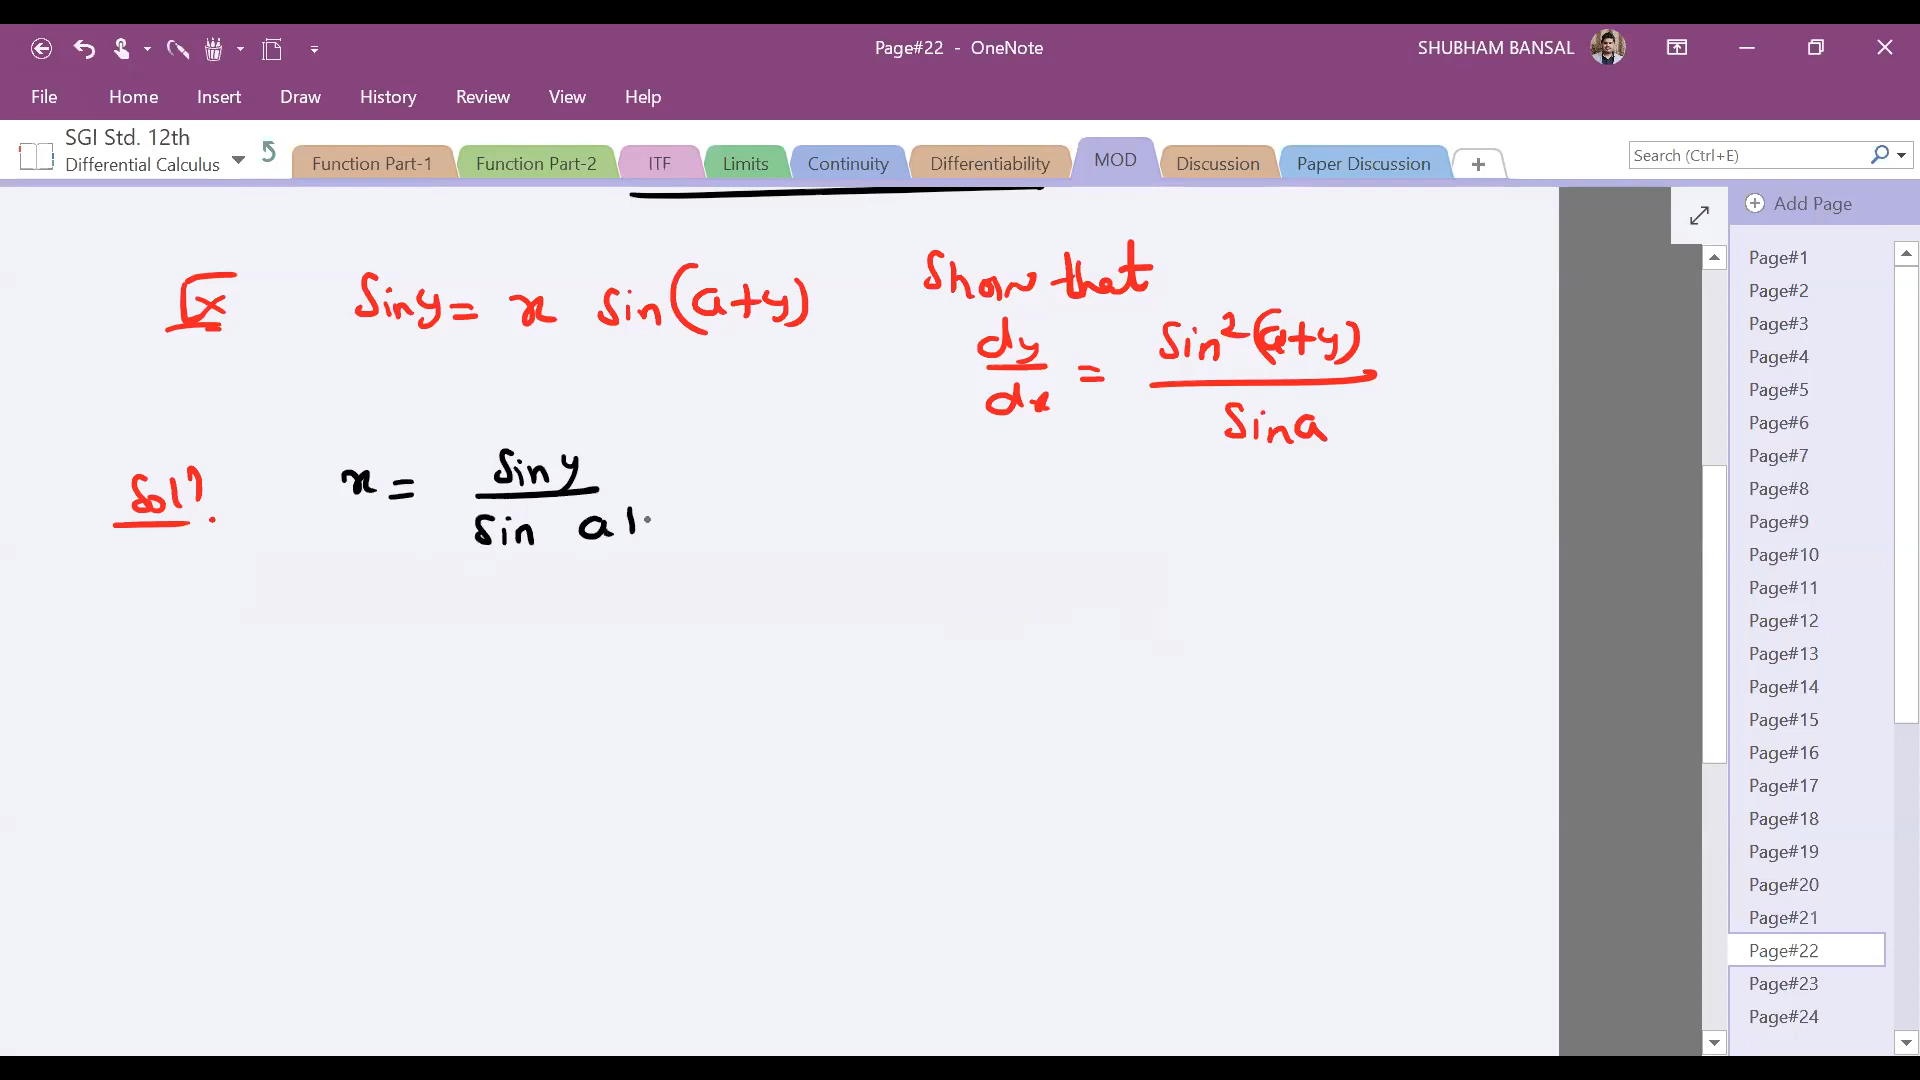 Page#22 - OneNote
SHUBHAM BANSAL
File Home Insert Draw History Review View Help
SGI Std. 12th
Differential Calculus
Function Part-1 Function Part-2 ITF Limits Continuity Differentiability MOD Discussion Paper Discussion +
Search (Ctrl+E)
Add Page
Ex
Siny = x sin(a+y)
Show that
dy/dx = Sin²(a+y)/Sina
Sol?.
x = Siny/Sin a
Page#1
Page#2
Page#3
Page#4
Page#5
Page#6
Page#7
Page#8
Page#9
Page#10
Page#11
Page#12
Page#13
Page#14
Page#15
Page#16
Page#17
Page#18
Page#19
Page#20
Page#21
Page#22
Page#23
Page#24